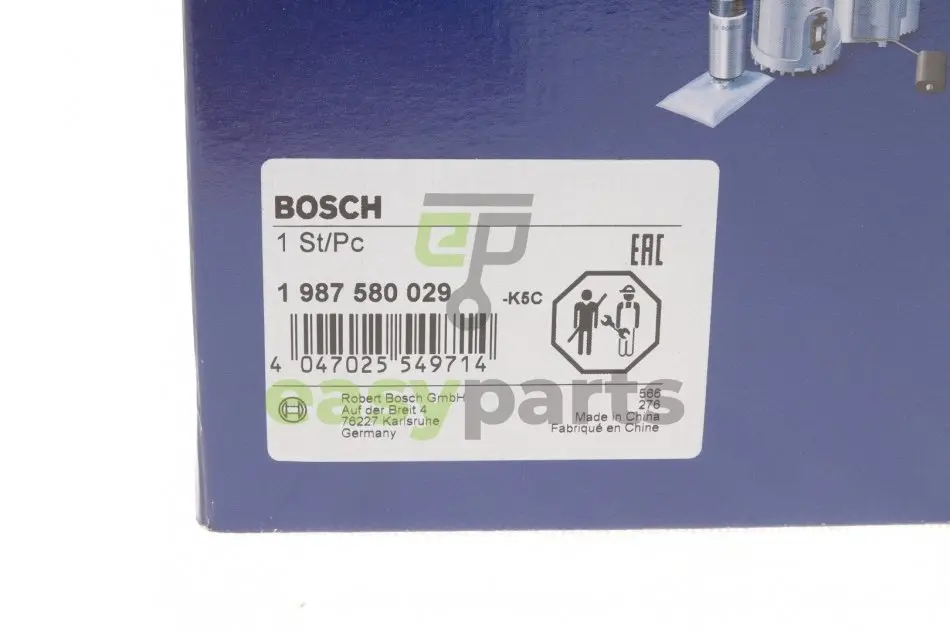 BOSCH
1 St/Pc
EAC
1 987 580 029
-K5C
4 047025 549714
Robert Bosch GmbH
Auf der Breit 4
76227 Karlsruhe
Germany
566
276
Made in China
Fabriqué en Chine
ep
easyparts